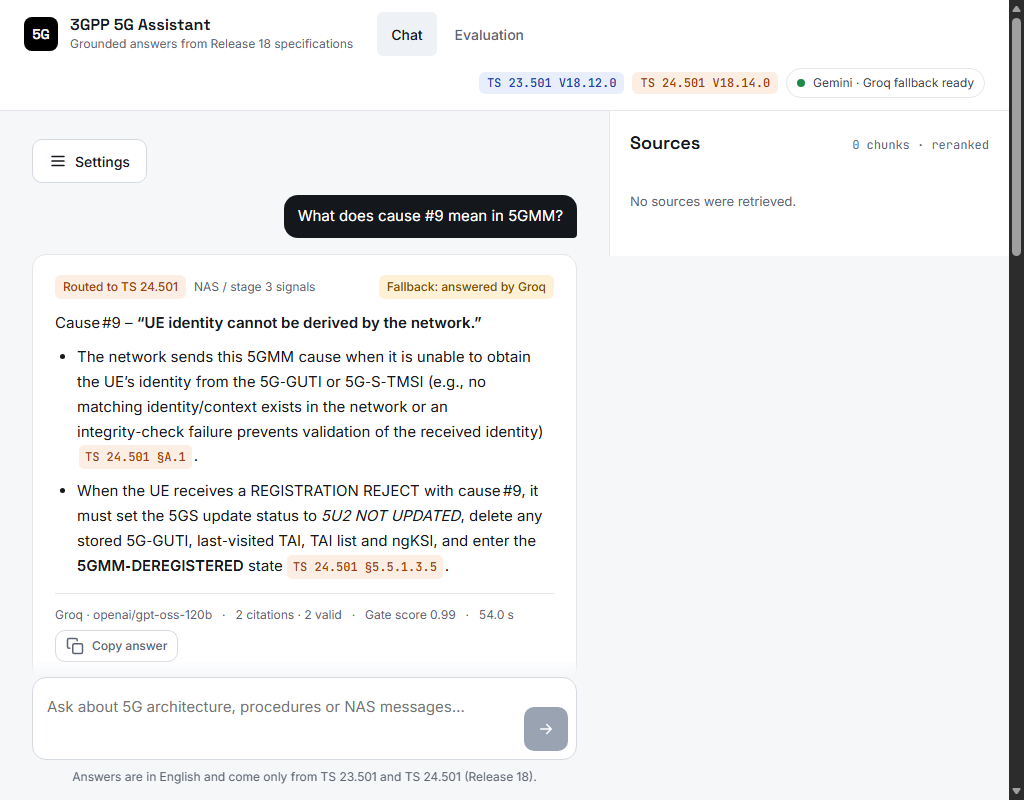 5G
3GPP 5G Assistant
Grounded answers from Release 18 specifications
Chat
Evaluation
TS 23.501 V18.12.0
TS 24.501 V18.14.0
Gemini · Groq fallback ready
Settings
What does cause #9 mean in 5GMM?
Routed to TS 24.501
NAS / stage 3 signals
Fallback: answered by Groq
Cause #9 – “UE identity cannot be derived by the network.”
• The network sends this 5GMM cause when it is unable to obtain
the UE’s identity from the 5G-GUTI or 5G-S-TMSI (e.g., no
matching identity/context exists in the network or an
integrity-check failure prevents validation of the received identity)
TS 24.501 §A.1 .
• When the UE receives a REGISTRATION REJECT with cause #9, it
must set the 5GS update status to 5U2 NOT UPDATED, delete any
stored 5G-GUTI, last-visited TAI, TAI list and ngKSI, and enter the
5GMM-DEREGISTERED state TS 24.501 §5.5.1.3.5 .
Groq · openai/gpt-oss-120b · 2 citations · 2 valid · Gate score 0.99 · 54.0 s
Copy answer
Ask about 5G architecture, procedures or NAS messages...
Answers are in English and come only from TS 23.501 and TS 24.501 (Release 18).
Sources
0 chunks · reranked
No sources were retrieved.